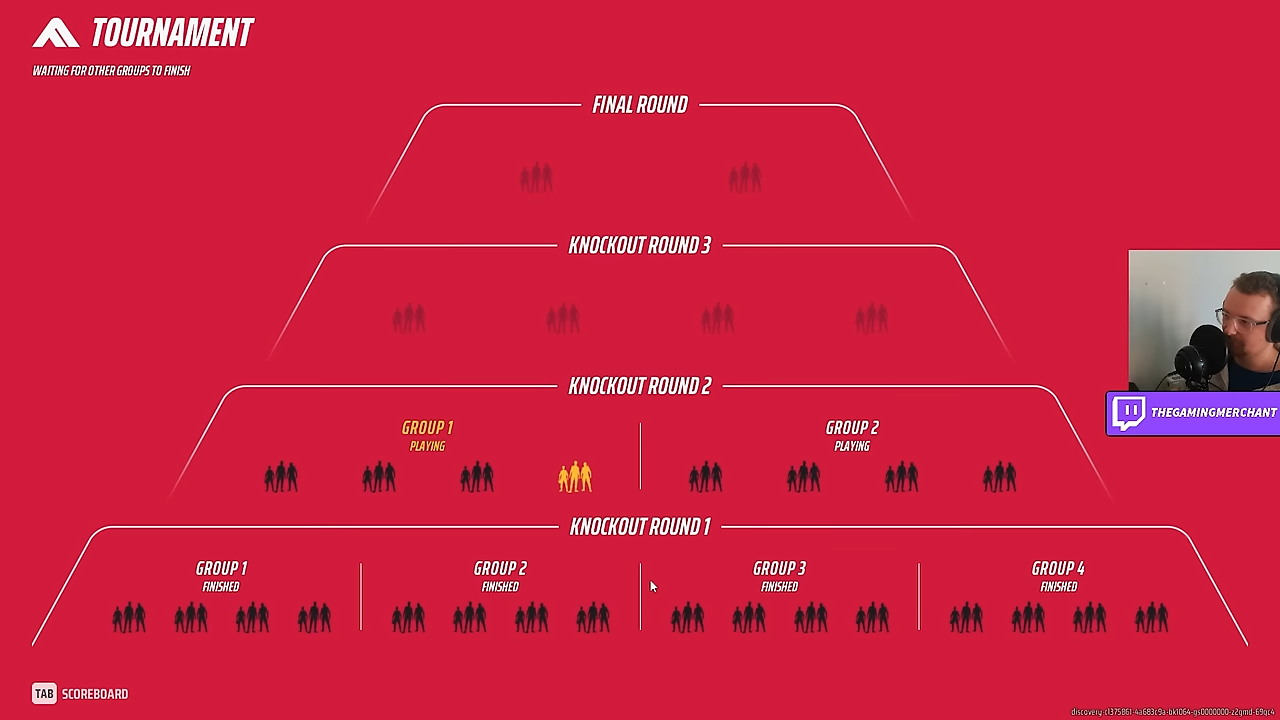 TOURNAMENT
WAITING FOR OTHER GROUPS TO FINISH
FINAL ROUND
KNOCKOUT ROUND 3
KNOCKOUT ROUND 2
GROUP 1
PLAYING
GROUP 2
PLAYING
THEGAMINGMERCHANT
KNOCKOUT ROUND 1
GROUP 1
FINISHED
GROUP 2
FINISHED
GROUP 3
FINISHED
GROUP 4
FINISHED
TAB SCOREBOARD